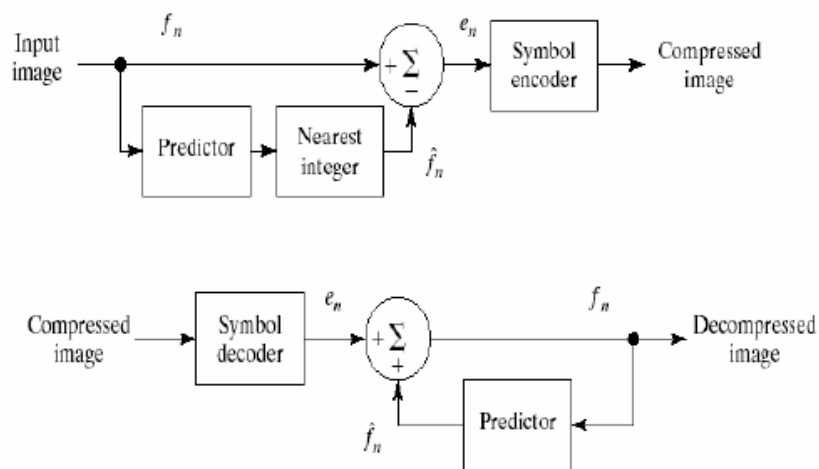 f_n
e_n
Input
image
+ Σ
−
Symbol
encoder
Compressed
image
Predictor
Nearest
integer
f̂_n
e_n
f_n
Compressed
image
Symbol
decoder
+ Σ
+
Decompressed
image
f̂_n
Predictor